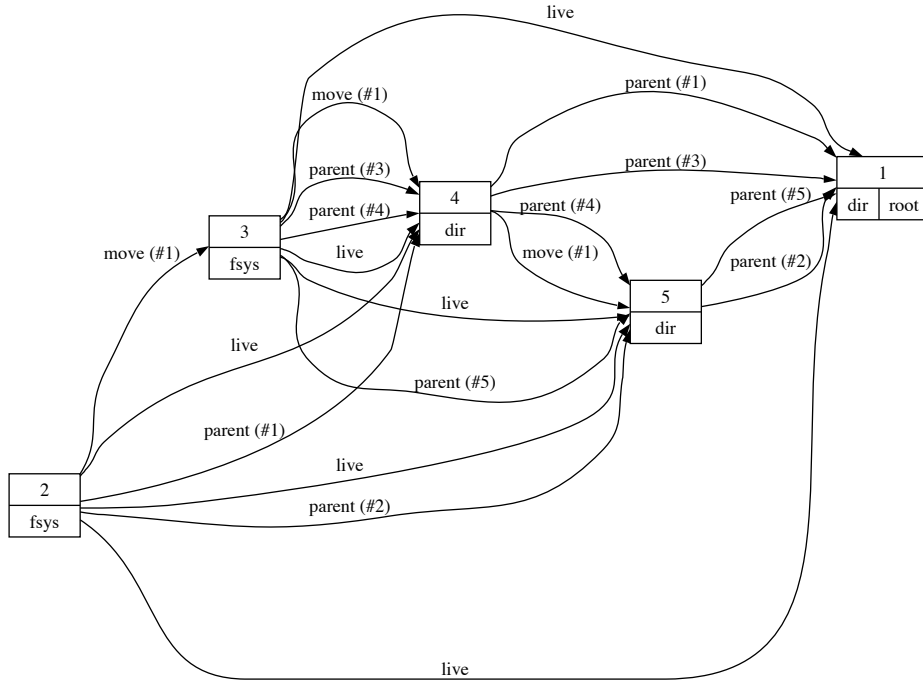 live
move (#1)
parent (#1)
parent (#3)
parent (#3)
1
dir root
4
dir
parent (#4)
parent (#4)
parent (#5)
3
fsys
move (#1)
live
move (#1)
parent (#2)
5
dir
live
live
parent (#5)
parent (#1)
live
2
fsys
parent (#2)
live